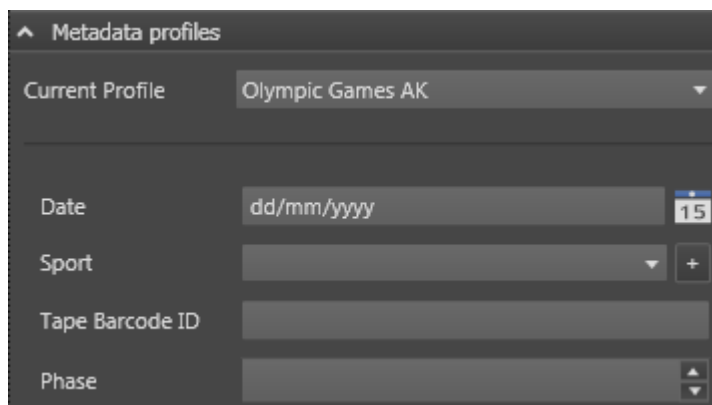 Metadata profiles
Current Profile Olympic Games AK
Date dd/mm/yyyy 15
Sport +
Tape Barcode ID
Phase